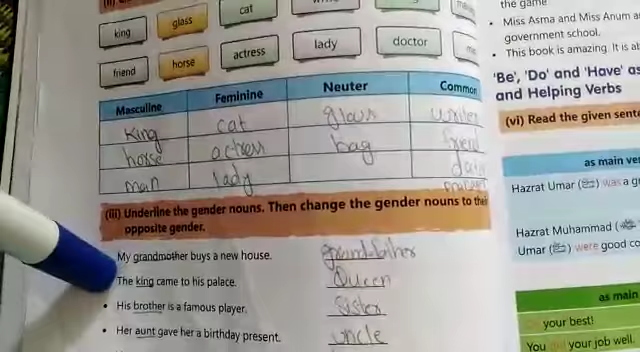 the game
cat
• Miss Asma and Miss Anum a
government school.
king glass
lady doctor
• This book is amazing. It is a
friend horse actress
'Be', 'Do' and 'Have' as
and Helping Verbs
Masculine Feminine Neuter Common
King cat glass writer
horse actress bag friend
man lady
(vi) Read the given sent
(iii) Underline the gender nouns. Then change the gender nouns to their
opposite gender.
My grandmother buys a new house. grandfather
The king came to his palace. Queen
• His brother is a famous player. Sister
• Her aunt gave her a birthday present. uncle
as main ver
Hazrat Umar was a g
Hazrat Muhammad
Umar were good co
as main
your best!
You your job well.